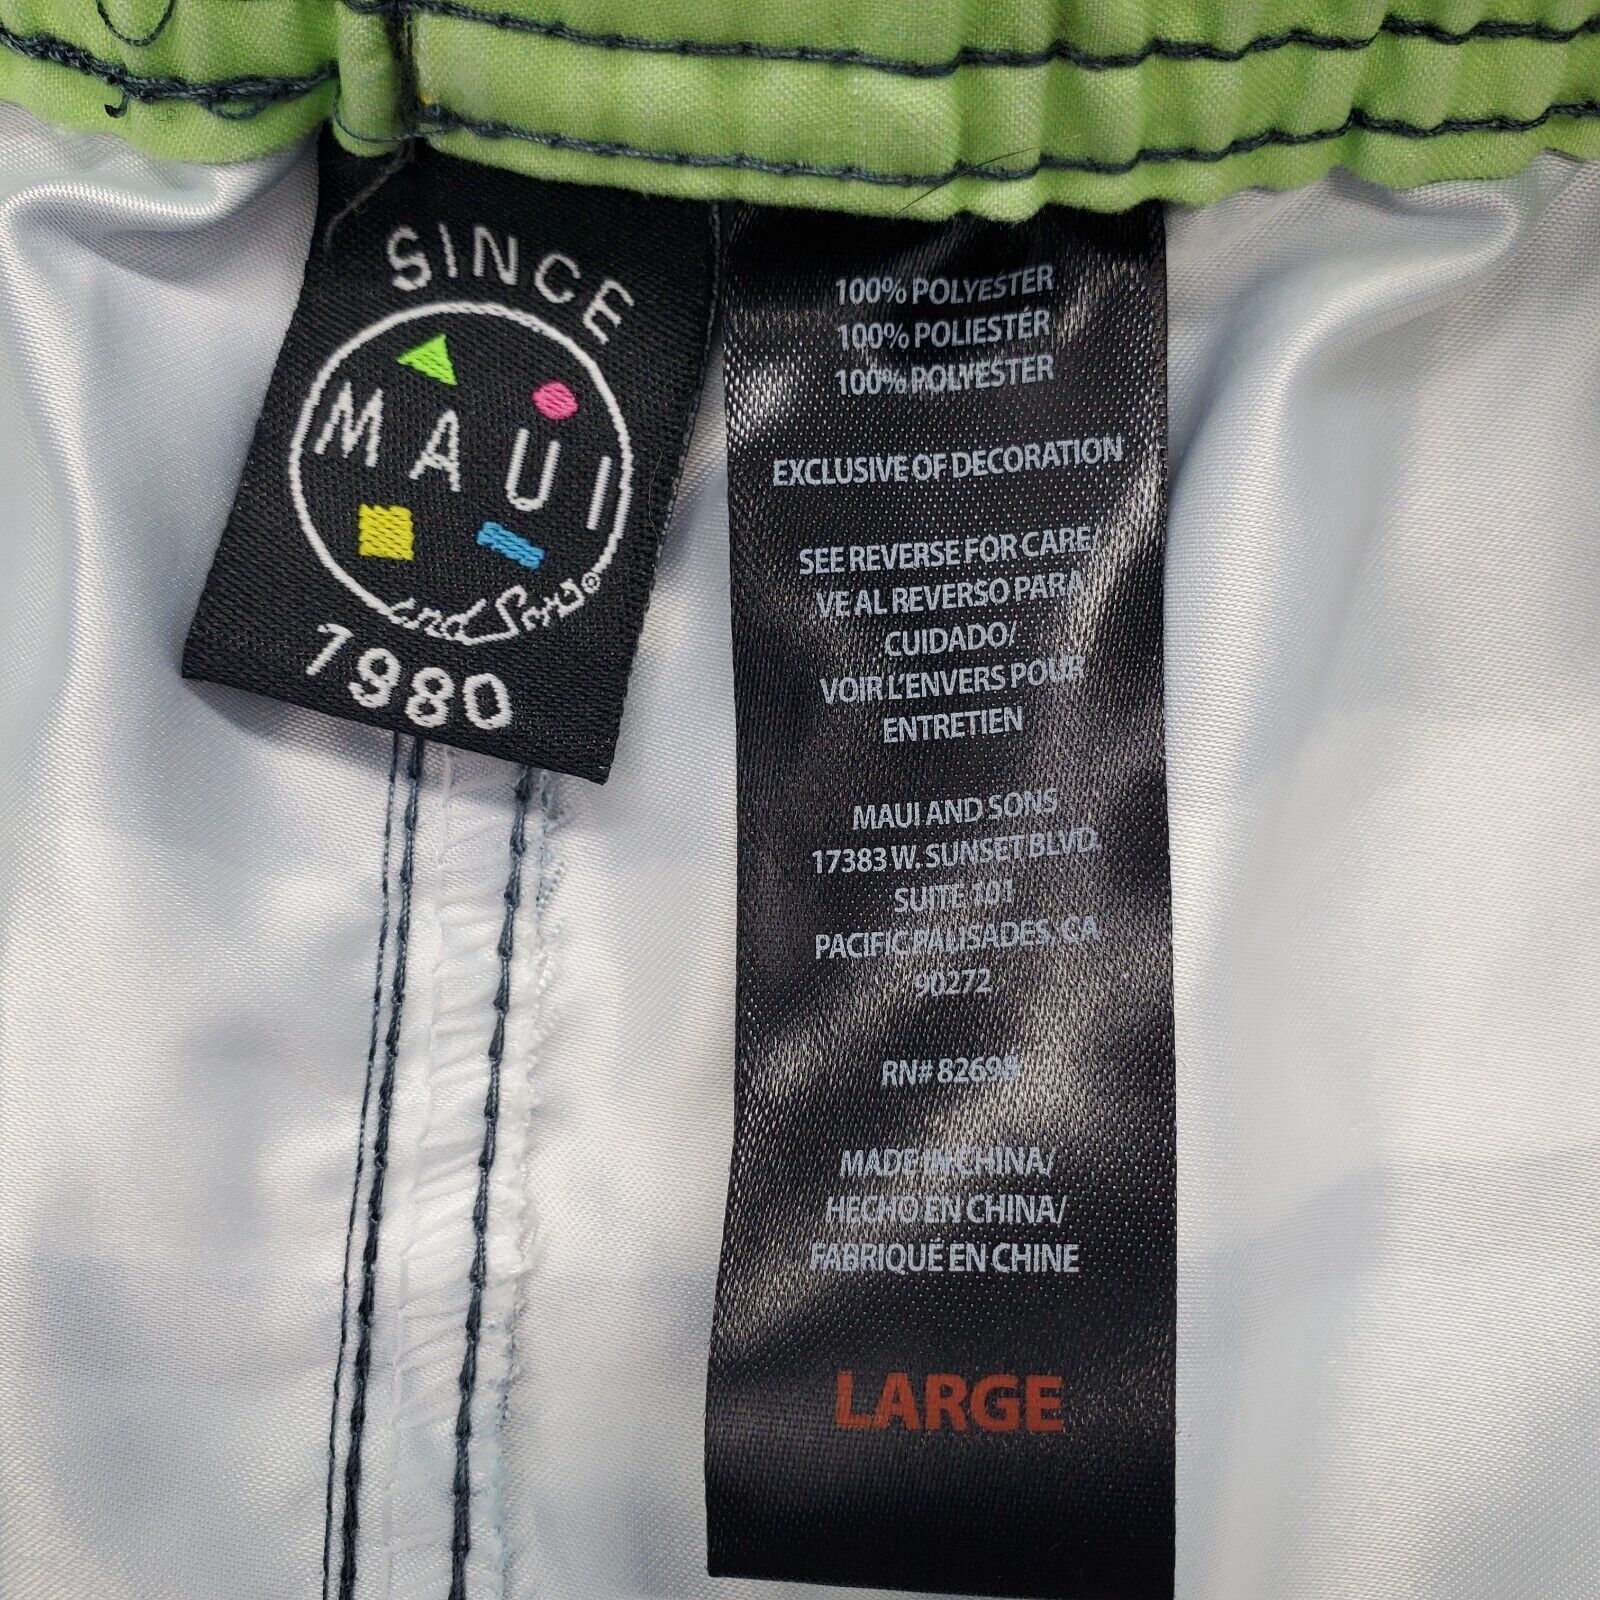 SINCE
MAUI
and Sons®
1980
100% POLYESTER
100% POLIESTÉR
100% POLYESTER
EXCLUSIVE OF DECORATION
SEE REVERSE FOR CARE/
VE AL REVERSO PARA
CUIDADO/
VOIR L'ENVERS POUR
ENTRETIEN
MAUI AND SONS
17383 W. SUNSET BLVD.
SUITE 101
PACIFIC PALISADES, CA
90272
RN#
MADE IN CHINA/
HECHO EN CHINA/
FABRIQUÉ EN CHINE
LARGE